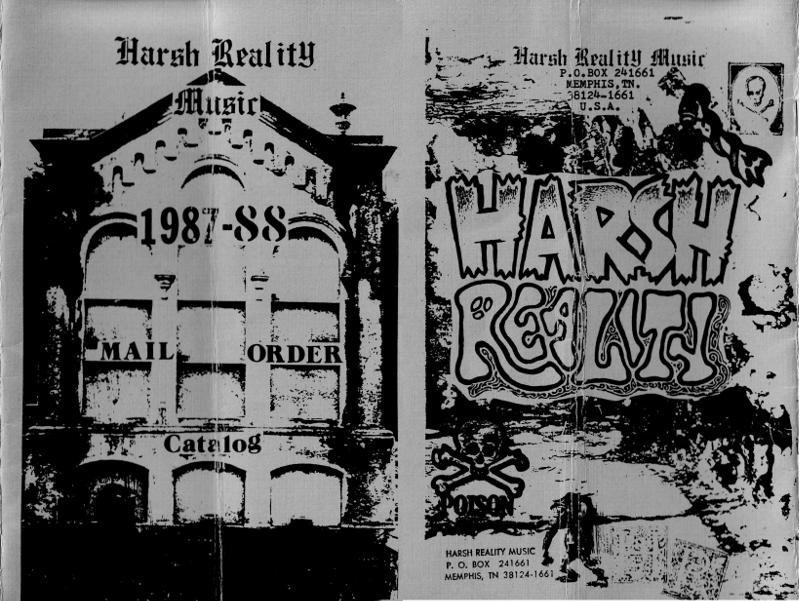 Harsh Reality
Music
1987-88
MAIL ORDER
Catalog
Harsh Reality Music
P.O.BOX 241661
MEMPHIS,TN.
38124-1661
U.S.A.
HARSH
REALITY
POISON
HARSH REALITY MUSIC
P. O. BOX 241661
MEMPHIS, TN 38124-1661